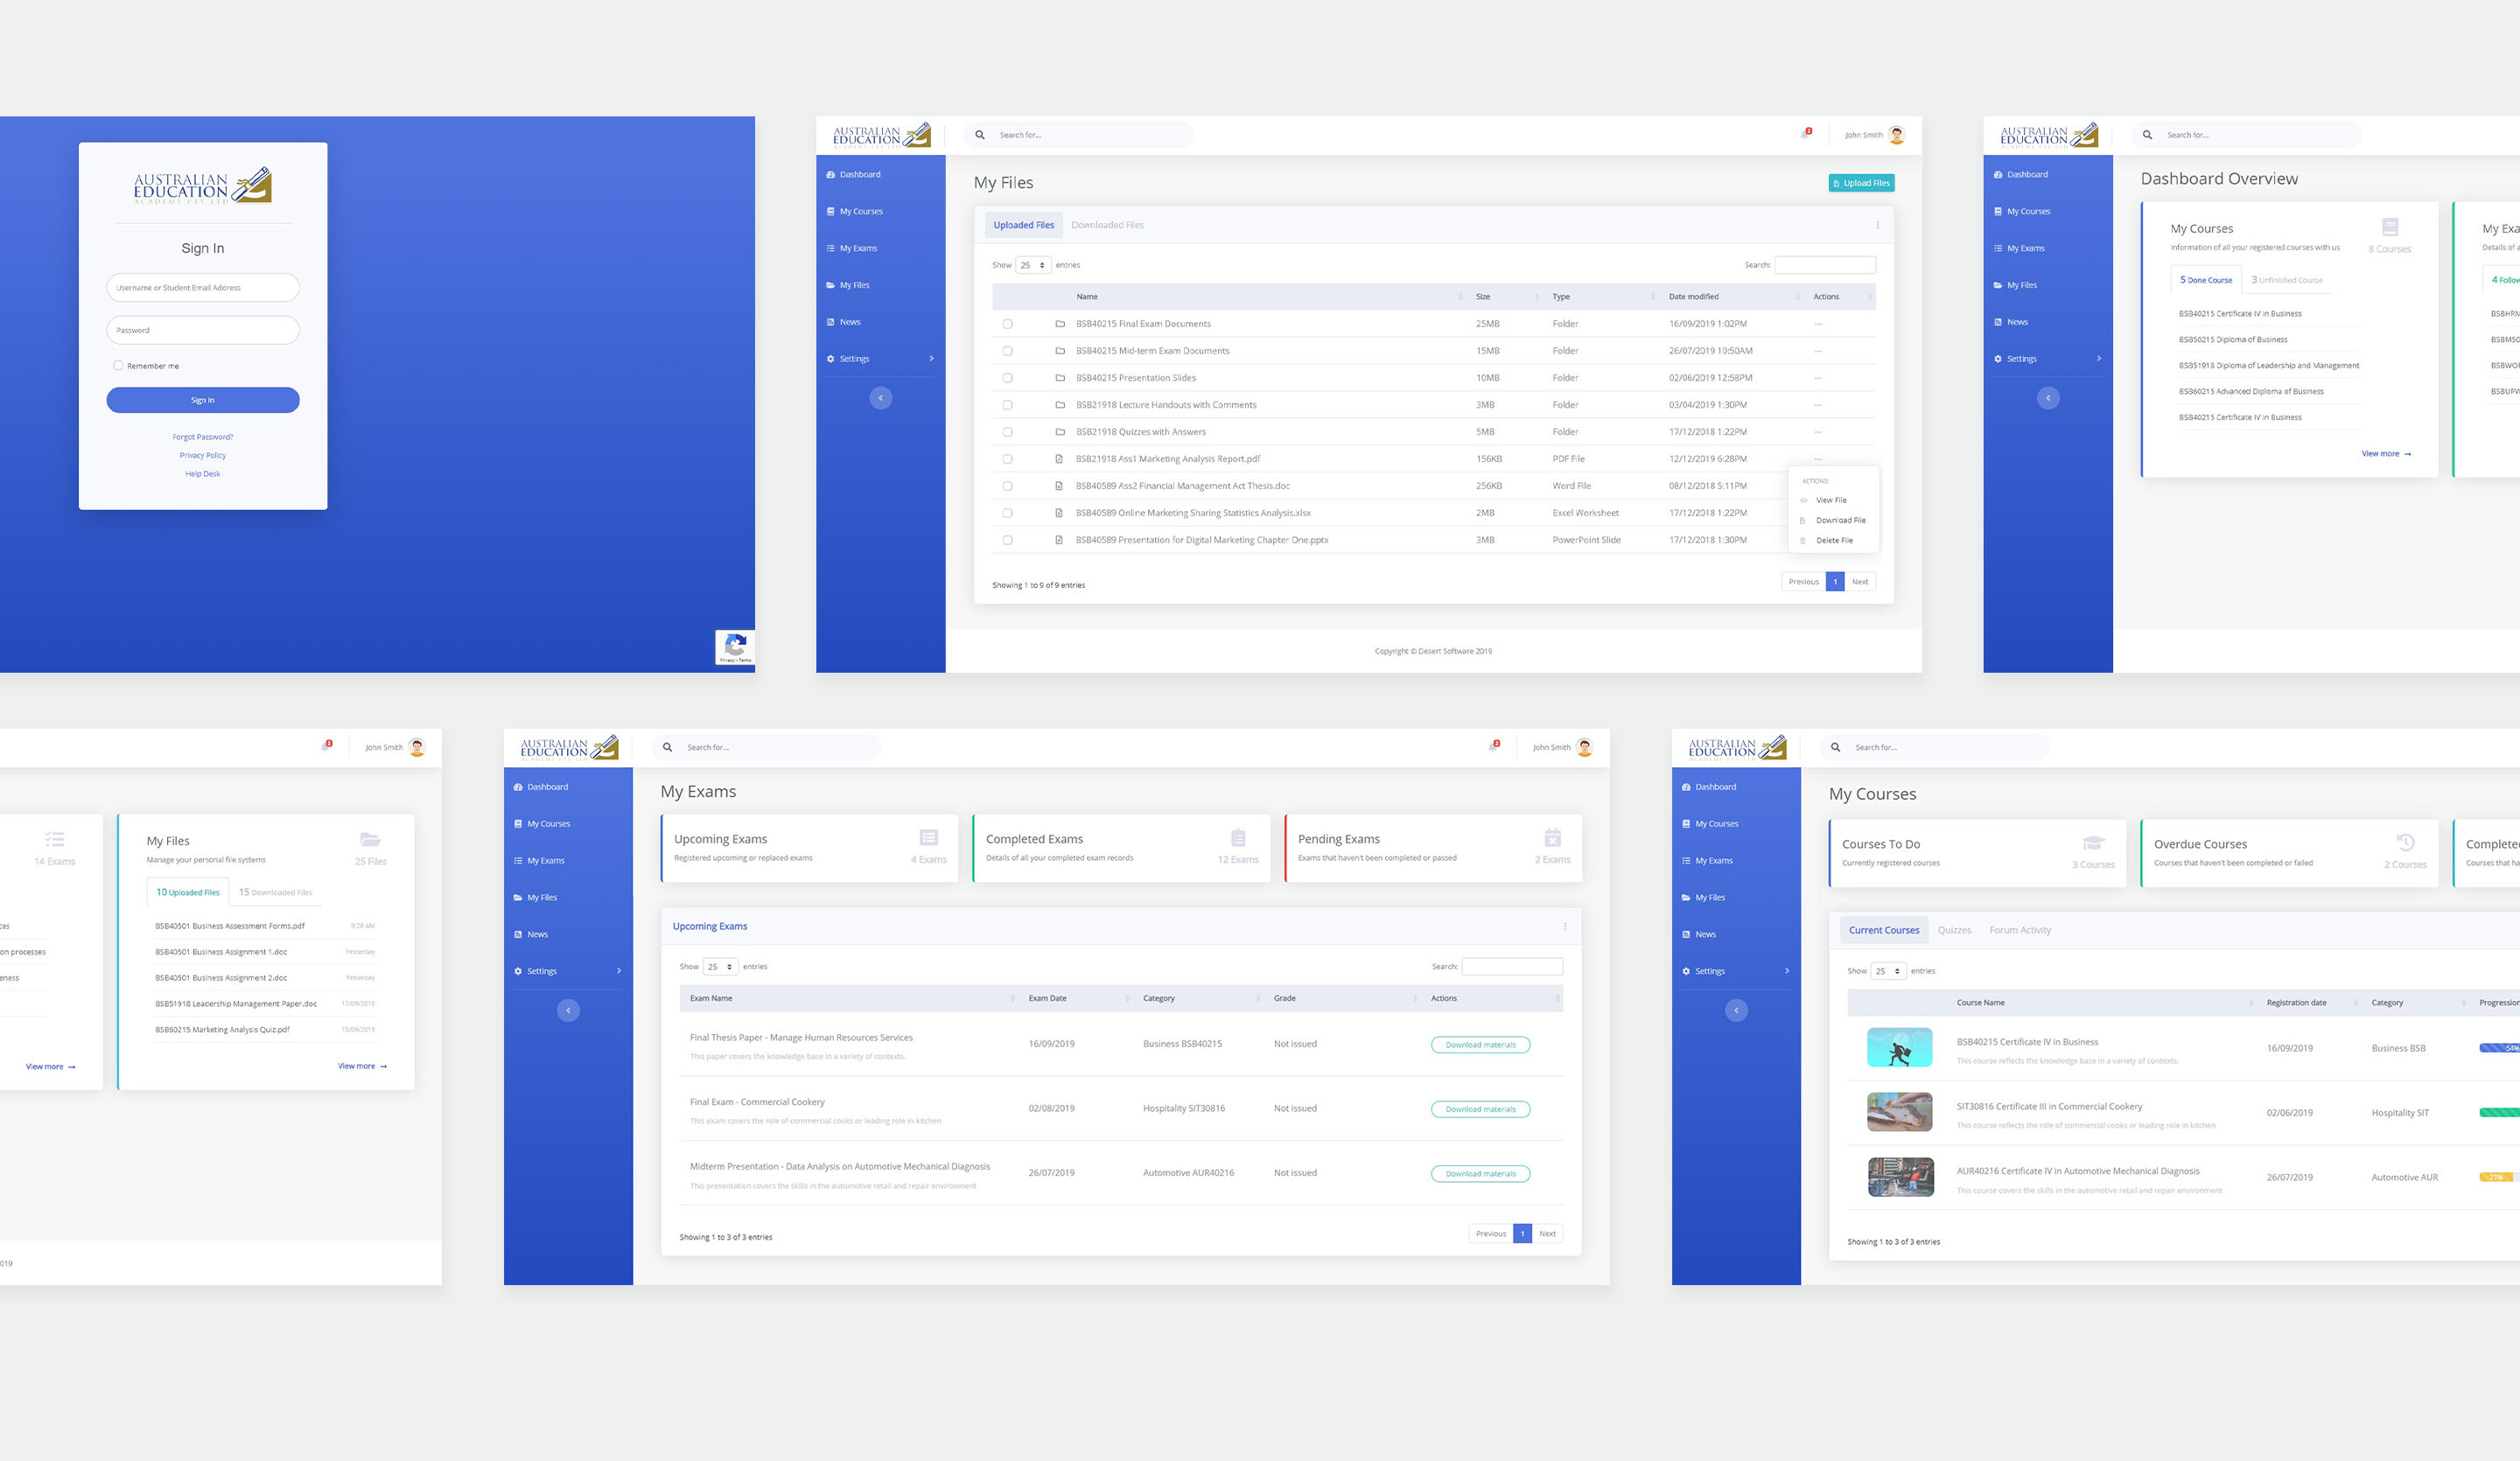 AUSTRALIAN
EDUCATION
ACADEMY PTY LTD
Sign In
Username or Student Email Address
Password
Remember me
Sign In
Forgot Password?
Privacy Policy
Help Desk
Privacy - Terms
AUSTRALIAN
EDUCATION
ACADEMY PTY LTD
Search for...
2
John Smith
Dashboard
My Courses
My Exams
My Files
News
Settings
My Files
Upload Files
Uploaded Files Downloaded Files
Show 25 entries
Search:
Name Size Type Date modified Actions
BSB40215 Final Exam Documents 25MB Folder 16/09/2019 1:02PM ---
BSB40215 Mid-term Exam Documents 15MB Folder 26/07/2019 10:50AM ---
BSB40215 Presentation Slides 10MB Folder 02/06/2019 12:58PM ---
BSB21918 Lecture Handouts with Comments 3MB Folder 03/04/2019 1:30PM ---
BSB21918 Quizzes with Answers 5MB Folder 17/12/2018 1:22PM ---
BSB21918 Ass1 Marketing Analysis Report.pdf 156KB PDF File 12/12/2019 6:28PM ---
BSB40589 Ass2 Financial Management Act Thesis.doc 256KB Word File 08/12/2018 5:11PM
BSB40589 Online Marketing Sharing Statistics Analysis.xlsx 2MB Excel Worksheet 17/12/2018 1:22PM
BSB40589 Presentation for Digital Marketing Chapter One.pptx 3MB PowerPoint Slide 17/12/2018 1:30PM
ACTIONS:
View File
Download File
Delete File
Showing 1 to 9 of 9 entries
Previous 1 Next
Copyright © Desert Software 2019
AUSTRALIAN
EDUCATION
ACADEMY PTY LTD
Search for...
Dashboard
My Courses
My Exams
My Files
News
Settings
Dashboard Overview
My Courses
Information of all your registered courses with us
8 Courses
5 Done Course 3 Unfinished Course
BSB40215 Certificate IV in Business
BSB50215 Diploma of Business
BSB51918 Diploma of Leadership and Management
BSB60215 Advanced Diploma of Business
BSB40215 Certificate IV in Business
View more →
My Exa
Details of a
4 Follow
BSBHRM
BSBM50
BSBWOR
BSBUPW
2
John Smith
14 Exams
ces
on processes
eness
View more →
019
My Files
Manage your personal file systems
25 Files
10 Uploaded Files 15 Downloaded Files
BSB40501 Business Assessment Forms.pdf 9:28 AM
BSB40501 Business Assignment 1.doc Yesterday
BSB40501 Business Assignment 2.doc Yesterday
BSB51918 Leadership Management Paper.doc 17/09/2019
BSB60215 Marketing Analysis Quiz.pdf 15/09/2019
View more →
AUSTRALIAN
EDUCATION
ACADEMY PTY LTD
Search for...
2
John Smith
Dashboard
My Courses
My Exams
My Files
News
Settings
My Exams
Upcoming Exams
Registered upcoming or replaced exams
4 Exams
Completed Exams
Details of all your completed exam records
12 Exams
Pending Exams
Exams that haven't been completed or passed
2 Exams
Upcoming Exams
Show 25 entries
Search:
Exam Name Exam Date Category Grade Actions
Final Thesis Paper - Manage Human Resources Services 16/09/2019 Business BSB40215 Not issued Download materials
This paper covers the knowledge base in a variety of contexts.
Final Exam - Commercial Cookery 02/08/2019 Hospitality SIT30816 Not issued Download materials
This exam covers the role of commercial cooks or leading role in kitchen
Midterm Presentation - Data Analysis on Automotive Mechanical Diagnosis 26/07/2019 Automotive AUR40216 Not issued Download materials
This presentation covers the skills in the automotive retail and repair environment
Showing 1 to 3 of 3 entries
Previous 1 Next
AUSTRALIAN
EDUCATION
ACADEMY PTY LTD
Search for...
Dashboard
My Courses
My Exams
My Files
News
Settings
My Courses
Courses To Do
Currently registered courses
3 Courses
Overdue Courses
Courses that haven't been completed or failed
2 Courses
Complete
Courses that ha
Current Courses Quizzes Forum Activity
Show 25 entries
Course Name Registration date Category Progression
BSB40215 Certificate IV in Business 16/09/2019 Business BSB 54%
This course reflects the knowledge base in a variety of contexts.
SIT30816 Certificate III in Commercial Cookery 02/06/2019 Hospitality SIT
This course reflects the role of commercial cooks or leading role in kitchen
AUR40216 Certificate IV in Automotive Mechanical Diagnosis 26/07/2019 Automotive AUR 27%
This course covers the skills in the automotive retail and repair environment
Showing 1 to 3 of 3 entries